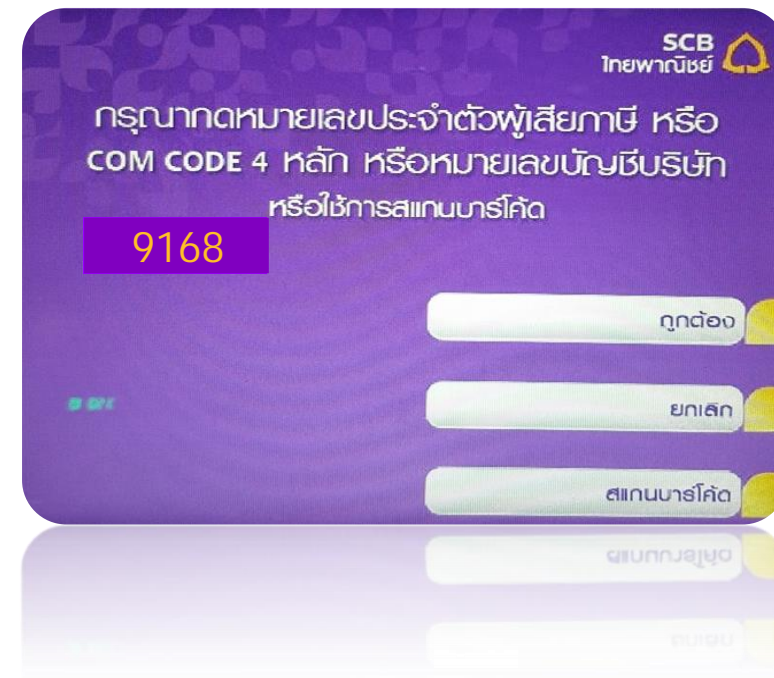 SCB
ไทยพาณิชย์
กรุณากดหมายเลขประจำตัวผู้เสียภาษี หรือ
COM CODE 4 หลัก หรือหมายเลขบัญชีบริษัท
หรือใช้การสแกนบาร์โค้ด
9168
ถูกต้อง
ยกเลิก
สแกนบาร์โค้ด